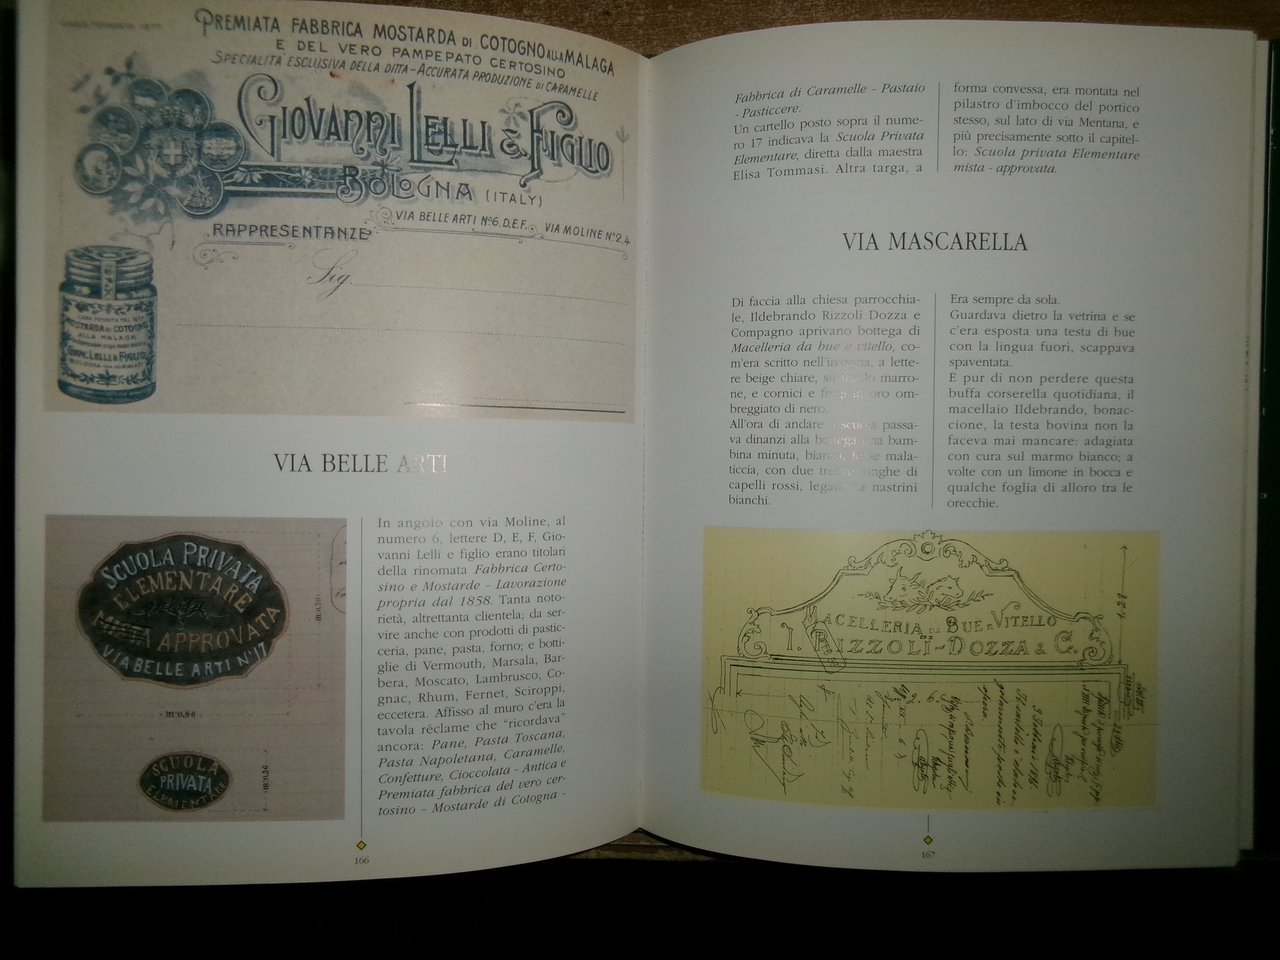 PREMIATA FABBRICA MOSTARDA DI COTOGNO ALLA MALAGA
E DEL VERO PAMPEPATO CERTOSINO
SPECIALITÀ ESCLUSIVA DELLA DITTA - ACCURATA PRODUZIONE DI CARAMELLE
GIOVANNI LELLI & FIGLIO
BOLOGNA (ITALY)
VIA BELLE ARTI Nº 6. D.E.F. VIA MOLINE Nº 2.4
RAPPRESENTANZE
Sig.
MOSTARDA DI COTOGNO
ALLA MALAGA
GIOV. LELLI & FIGLIO
VIA BELLE ARTI
SCUOLA PRIVATA
ELEMENTARE
MISTA APPROVATA
VIA BELLE ARTI Nº 17
m:0,90
m:0,70
SCUOLA
PRIVATA
ELEMENTARE
In angolo con via Moline, al
numero 6, lettere D, E, F, Gio-
vanni Lelli e figlio erano titolari
della rinomata Fabbrica Certo-
sino e Mostarde - Lavorazione
propria dal 1858. Tanta noto-
rietà, altrettanta clientela; da ser-
vire anche con prodotti di pastic-
ceria, pane, pasta, forno; e botti-
glie di Vermouth, Marsala, Bar-
bera, Moscato, Lambrusco, Co-
gnac, Rhum, Fernet, Sciroppi,
eccetera. Affisso al muro c'era la
tavola réclame che "ricordava"
ancora: Pane, Pasta Toscana,
Pasta Napoletana, Caramelle,
Confetture, Cioccolata - Antica e
Premiata fabbrica del vero cer-
tosino - Mostarde di Cotogna -
166
Fabbrica di Caramelle - Pastaio
- Pasticcere.
Un cartello posto sopra il nume-
ro 17 indicava la Scuola Privata
Elementare, diretta dalla maestra
Elisa Tommasi. Altra targa, a
forma convessa, era montata nel
pilastro d'imbocco del portico
stesso, sul lato di via Mentana, e
più precisamente sotto il capitel-
lo: Scuola privata Elementare
mista - approvata.
VIA MASCARELLA
Di faccia alla chiesa parrocchia-
le, Ildebrando Rizzoli Dozza e
Compagno aprivano bottega di
Macelleria da bue e vitello, co-
m'era scritto nell'insegna, a lette-
re beige chiare, su fondo marro-
ne, e cornici e fregi in oro om-
breggiato di nero.
All'ora di andare a scuola passa-
va dinanzi alla bottega una bam-
bina minuta, bianca, forse mala-
ticcia, con due trecce lunghe di
capelli rossi, legate da nastrini
bianchi.
Era sempre da sola.
Guardava dietro la vetrina e se
c'era esposta una testa di bue
con la lingua fuori, scappava
spaventata.
E pur di non perdere questa
buffa corserella quotidiana, il
macellaio Ildebrando, bonac-
cione, la testa bovina non la
faceva mai mancare: adagiata
con cura sul marmo bianco; a
volte con un limone in bocca e
qualche foglia di alloro tra le
orecchie.
MACELLERIA DI BUE E VITELLO
I. RIZZOLI-DOZZA & C.
167